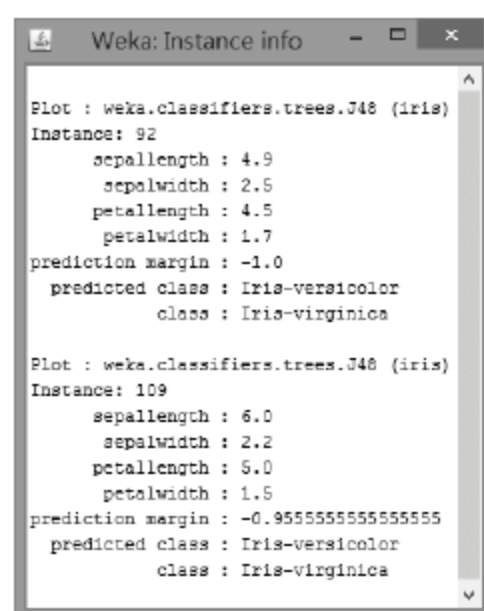 Weka: Instance info
Plot : weka.classifiers.trees.J48 (iris)
Instance: 92
sepallength : 4.9
sepalwidth : 2.5
petallength : 4.5
petalwidth : 1.7
prediction margin : -1.0
predicted class : Iris-versicolor
class : Iris-virginica
Plot : weka.classifiers.trees.J48 (iris)
Instance: 109
sepallength : 6.0
sepalwidth : 2.2
petallength : 5.0
petalwidth : 1.5
prediction margin : -0.9555555555555555
predicted class : Iris-versicolor
class : Iris-virginica